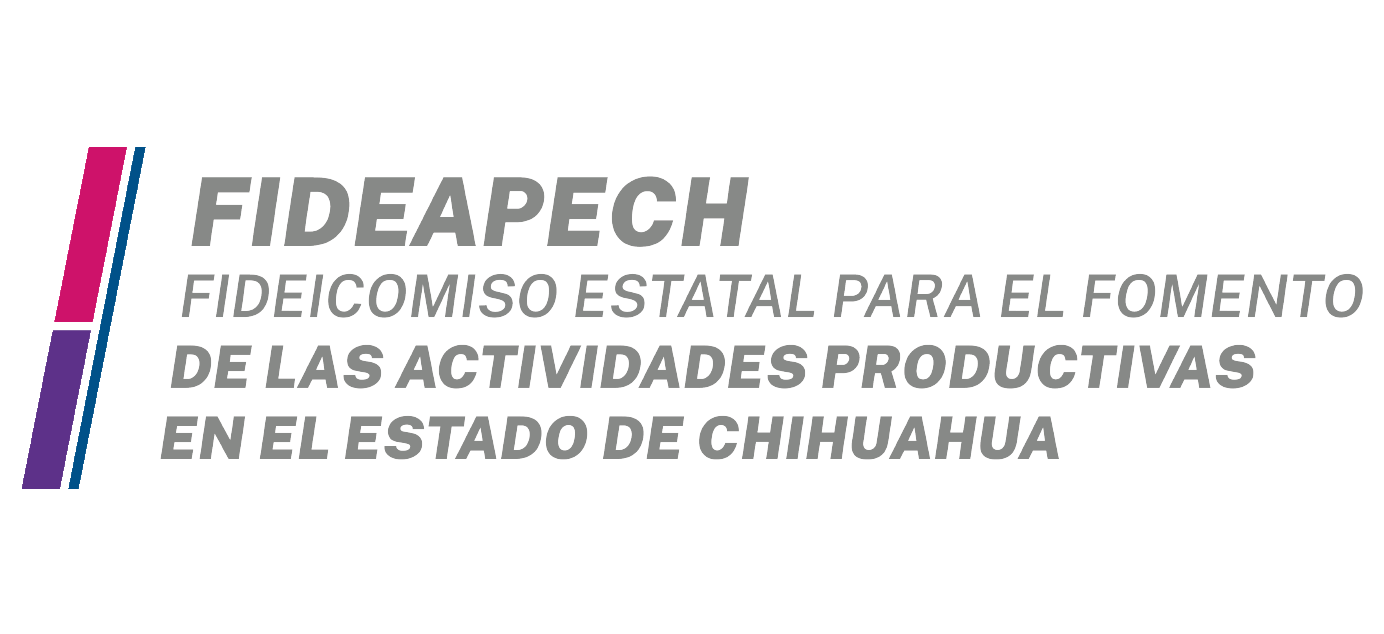 FIDEAPECH
FIDEICOMISO ESTATAL PARA EL FOMENTO
DE LAS ACTIVIDADES PRODUCTIVAS
EN EL ESTADO DE CHIHUAHUA